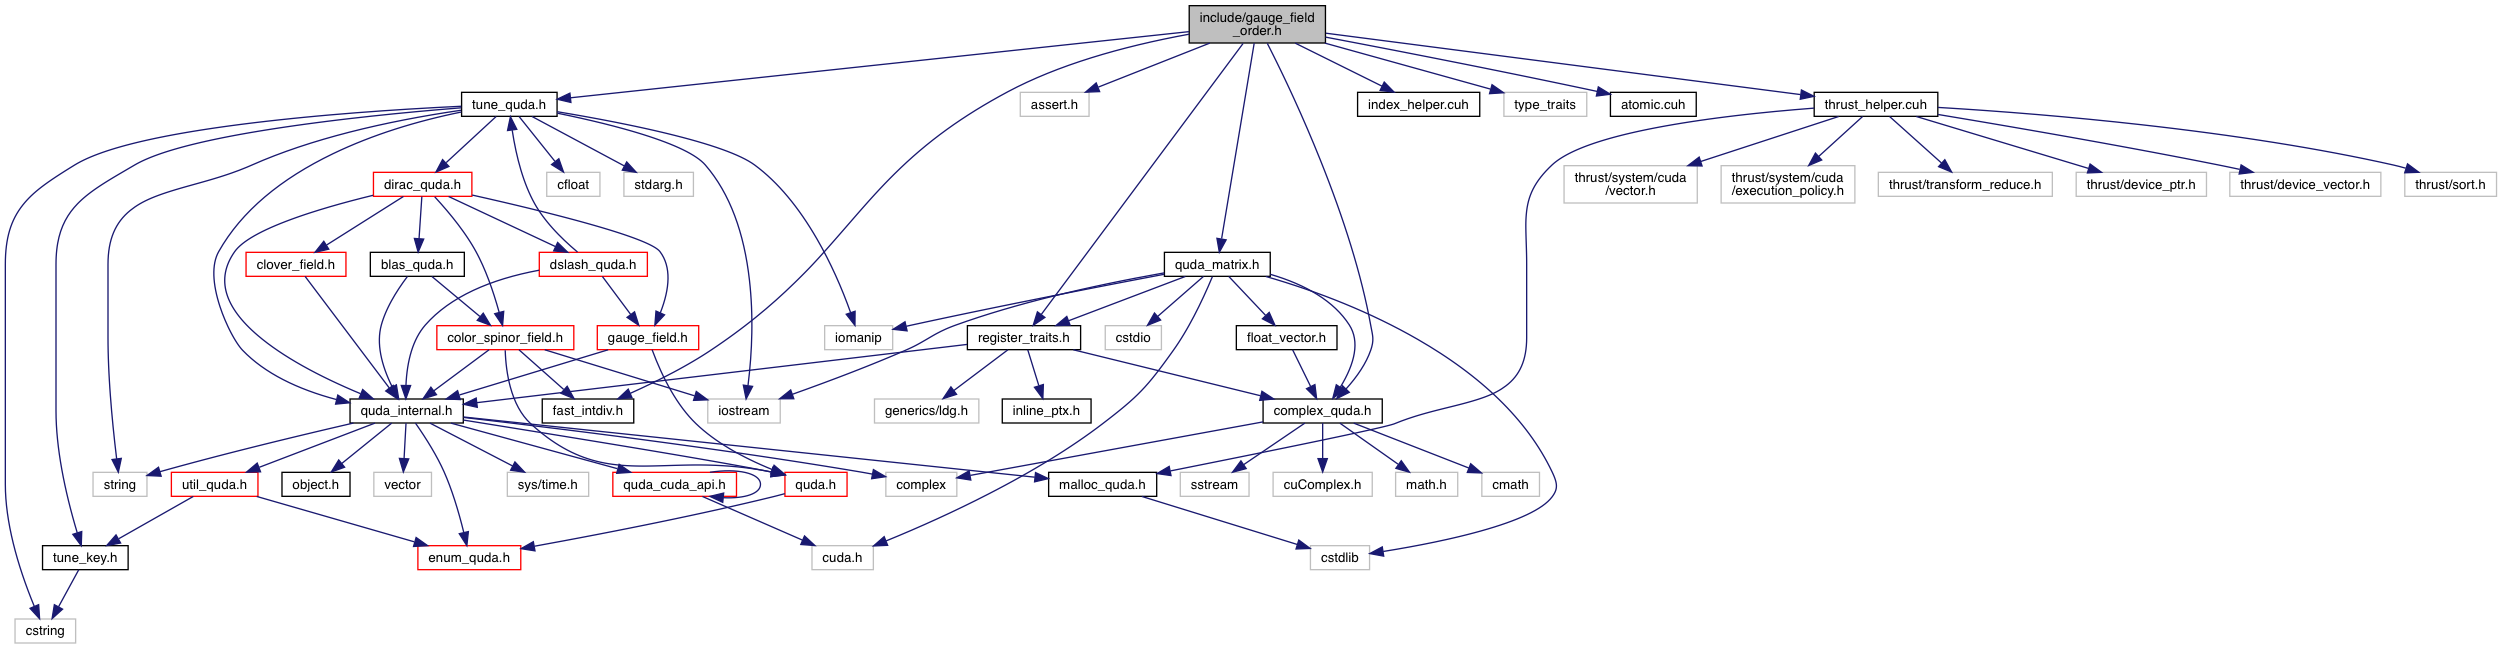 include/gauge_field
_order.h
tune_quda.h
assert.h
index_helper.cuh
type_traits
atomic.cuh
thrust_helper.cuh
dirac_quda.h
cfloat
stdarg.h
thrust/system/cuda
/vector.h
thrust/system/cuda
/execution_policy.h
thrust/transform_reduce.h
thrust/device_ptr.h
thrust/device_vector.h
thrust/sort.h
clover_field.h
blas_quda.h
dslash_quda.h
quda_matrix.h
color_spinor_field.h
gauge_field.h
iomanip
register_traits.h
cstdio
float_vector.h
quda_internal.h
fast_intdiv.h
iostream
generics/ldg.h
inline_ptx.h
complex_quda.h
string
util_quda.h
object.h
vector
sys/time.h
quda_cuda_api.h
quda.h
complex
malloc_quda.h
sstream
cuComplex.h
math.h
cmath
tune_key.h
enum_quda.h
cuda.h
cstdlib
cstring